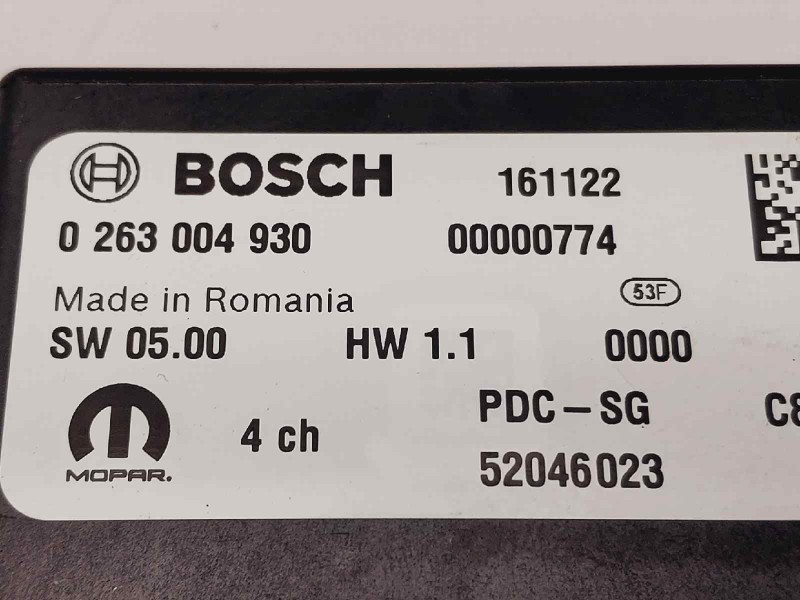 BOSCH 161122
0 263 004 930 00000774
Made in Romania 53F
SW 05.00 HW 1.1 0000
PDC-SG
4 ch
MOPAR. 52046023